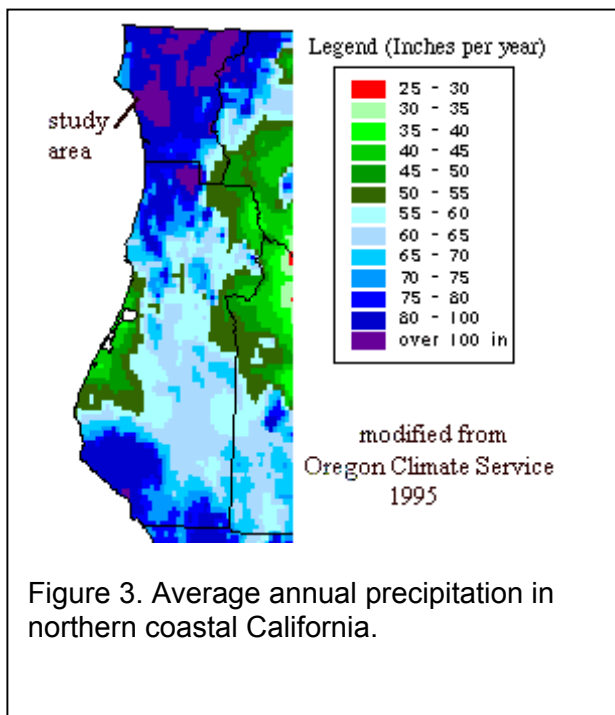 Legend (Inches per year)
study
area
25 - 30
30 - 35
35 - 40
40 - 45
45 - 50
50 - 55
55 - 60
60 - 65
65 - 70
70 - 75
75 - 80
80 - 100
over 100 in
modified from
Oregon Climate Service
1995
Figure 3. Average annual precipitation in
northern coastal California.